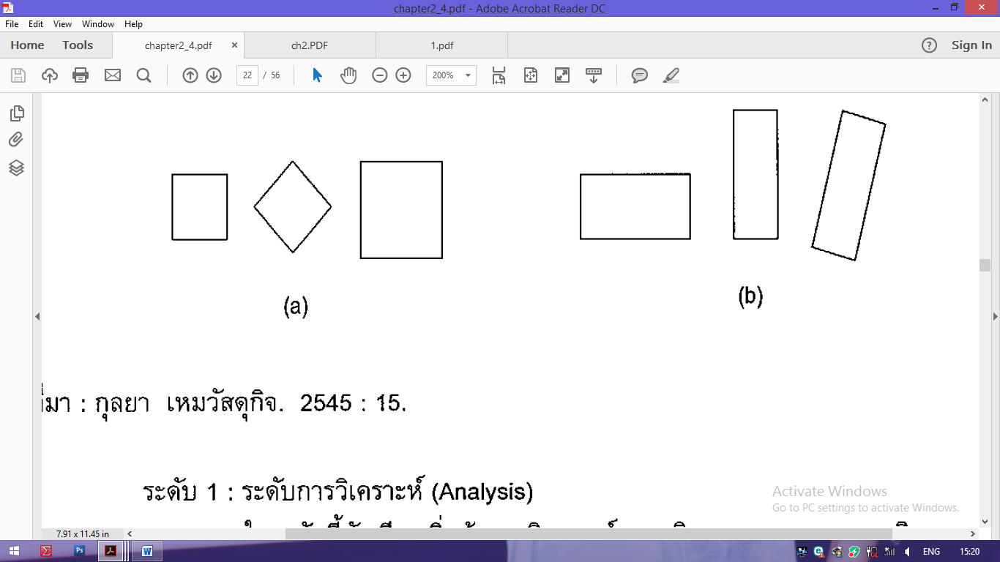 chapter2_4.pdf - Adobe Acrobat Reader DC
File Edit View Window Help
Home Tools chapter2_4.pdf × ch2.PDF 1.pdf ? Sign In
22 / 56 200%
(a) (b)
ที่มา : กุลยา เหมวัสดุกิจ. 2545 : 15.
ระดับ 1 : ระดับการวิเคราะห์ (Analysis)
Activate Windows
Go to PC settings to activate Windows.
7.91 x 11.45 in
Ps W ENG 15:20